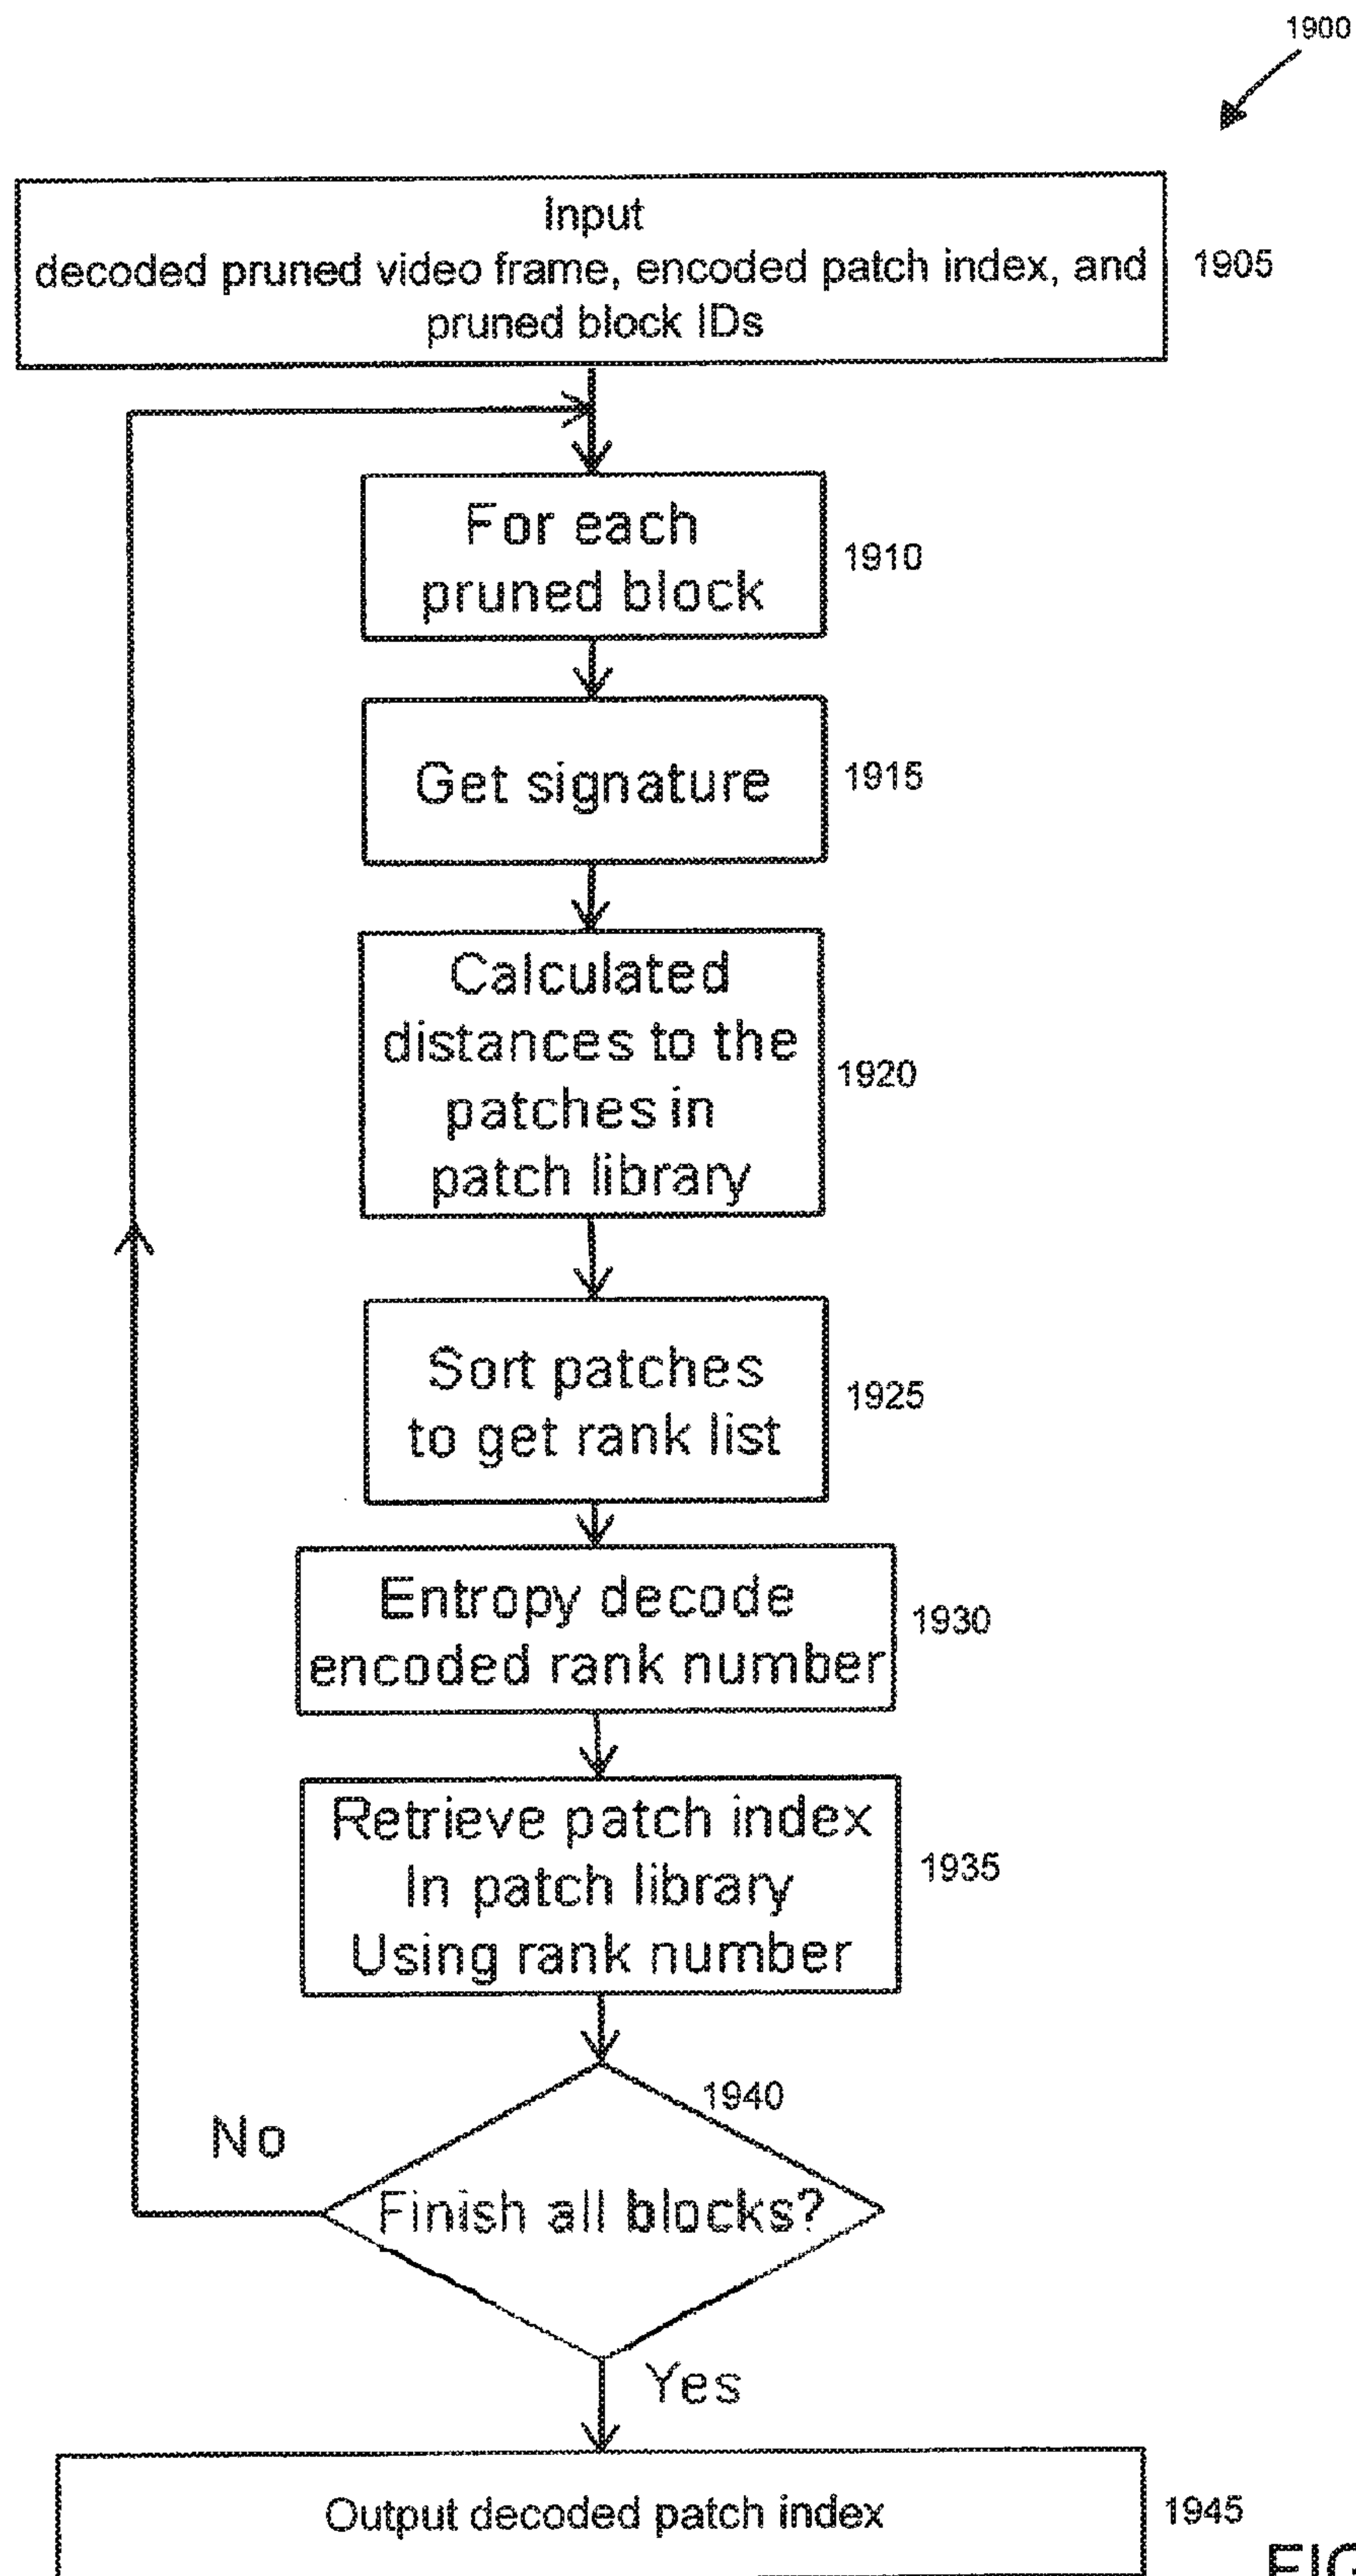 1900
Input
decoded pruned video frame, encoded patch index, and
pruned block IDs
1905
For each
pruned block
1910
Get signature
1915
Calculated
distances to the
patches in
patch library
1920
Sort patches
to get rank list
1925
Entropy decode
encoded rank number
1930
Retrieve patch index
In patch library
Using rank number
1935
1940
Finish all blocks?
No
Yes
Output decoded patch index
1945